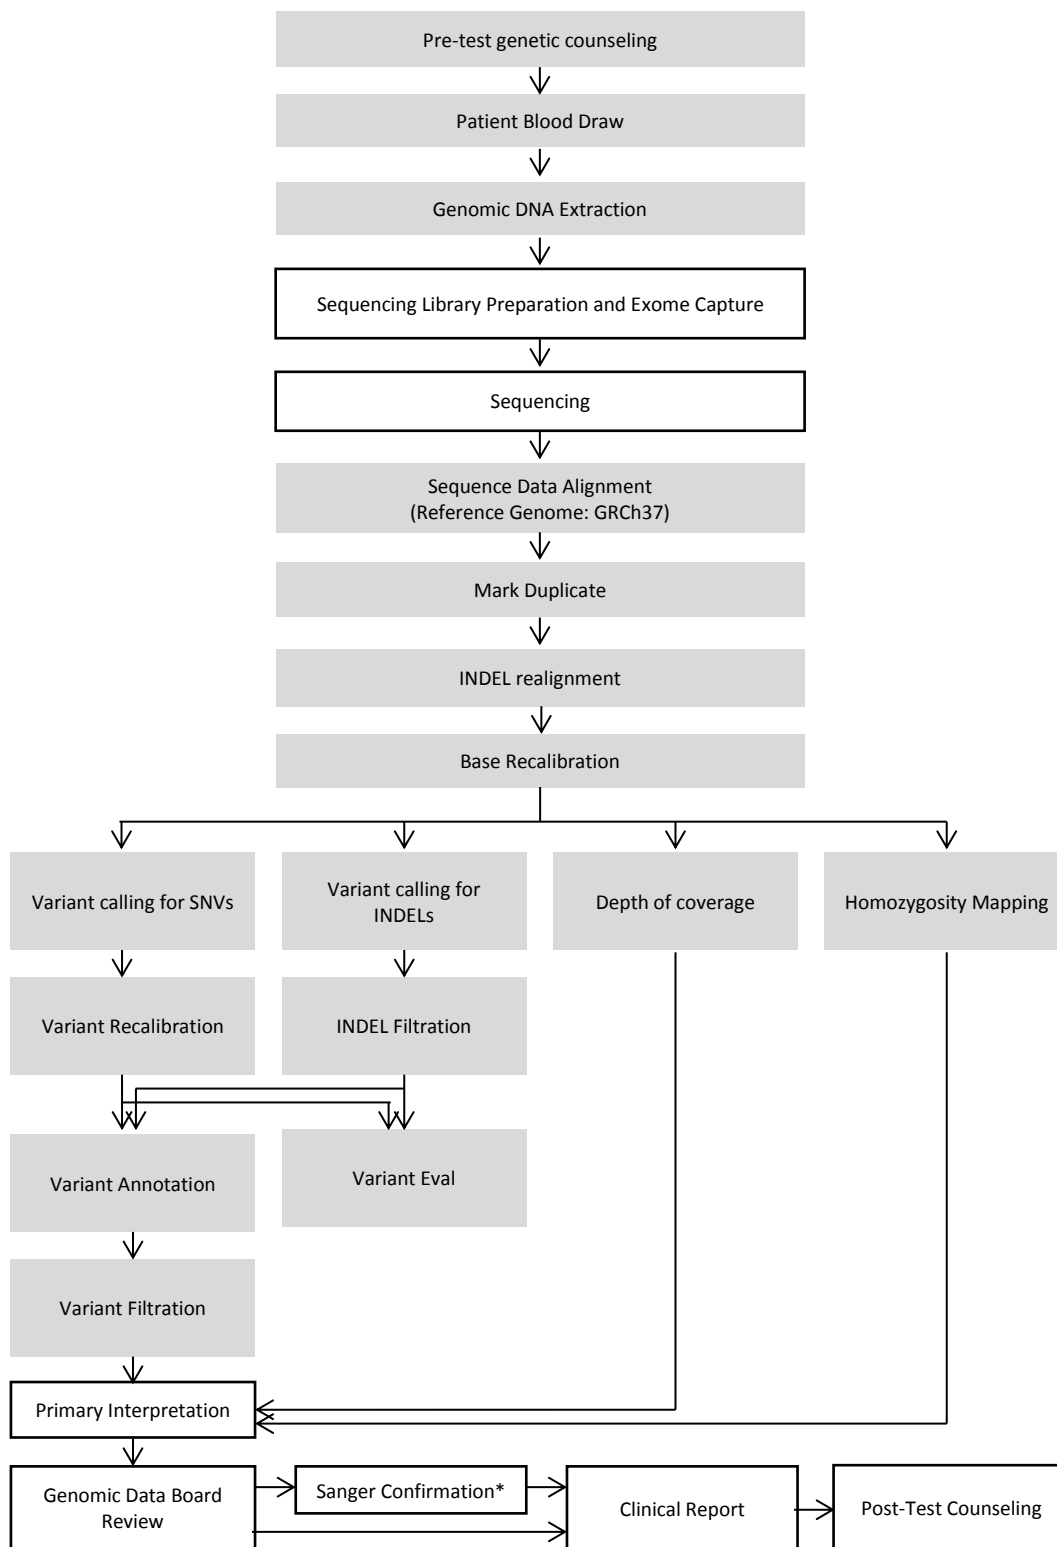 Pre-test genetic counseling
Patient Blood Draw
Genomic DNA Extraction
Sequencing Library Preparation and Exome Capture
Sequencing
Sequence Data Alignment
(Reference Genome: GRCh37)
Mark Duplicate
INDEL realignment
Base Recalibration
Variant calling for SNVs
Variant calling for
INDELs
Depth of coverage
Homozygosity Mapping
Variant Recalibration
INDEL Filtration
Variant Annotation
Variant Eval
Variant Filtration
Primary Interpretation
Genomic Data Board
Review
Sanger Confirmation*
Clinical Report
Post-Test Counseling